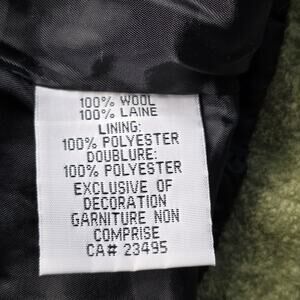 100% WOOL
100% LAINE
LINING:
100% POLYESTER
DOUBLURE:
100% POLYESTER
EXCLUSIVE OF
DECORATION
GARNITURE NON
COMPRISE
CA# 23495